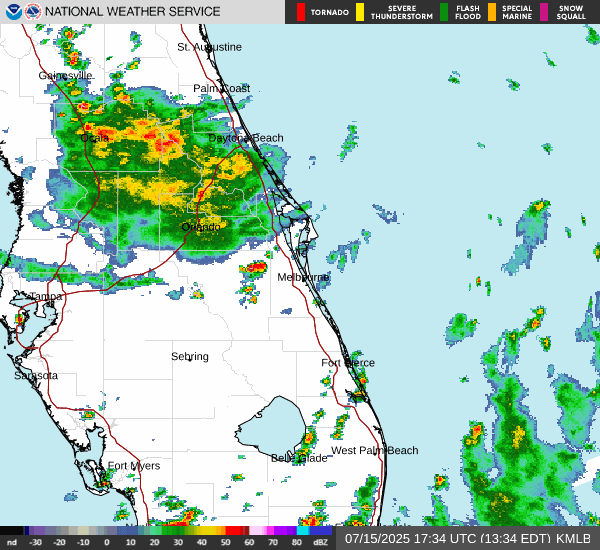 NATIONAL WEATHER SERVICE
TORNADO
SEVERE
THUNDERSTORM
FLASH
FLOOD
SPECIAL
MARINE
SNOW
SQUALL
St. Augustine
Gainesville
Palm Coast
Ocala
Daytona Beach
Orlando
Melbourne
Tampa
Sebring
Fort Pierce
Sarasota
West Palm Beach
Belle Glade
Fort Myers
nd -30 -20 -10 0 10 20 30 40 50 60 70 80 dBZ
07/15/2025 17:34 UTC (13:34 EDT) KMLB